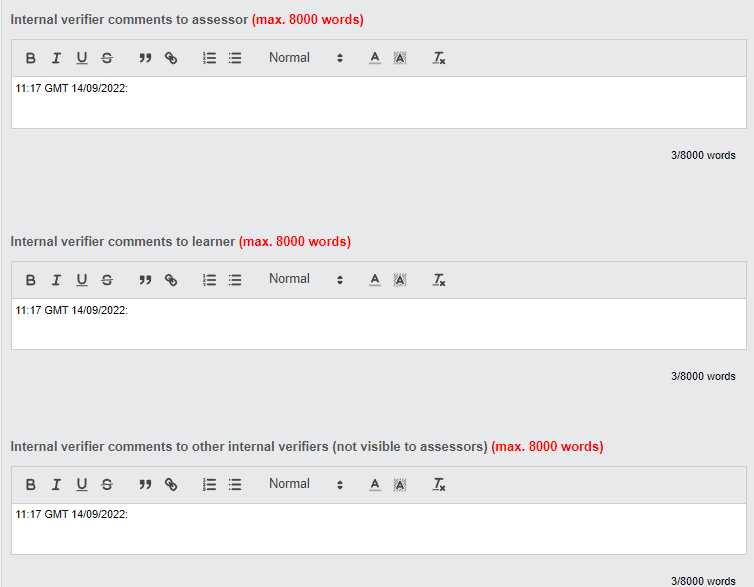 Internal verifier comments to assessor (max. 8000 words)
B I U S Normal A A Tx
11:17 GMT 14/09/2022:
3/8000 words
Internal verifier comments to learner (max. 8000 words)
B I U S Normal A A Tx
11:17 GMT 14/09/2022:
3/8000 words
Internal verifier comments to other internal verifiers (not visible to assessors) (max. 8000 words)
B I U S Normal A A Tx
11:17 GMT 14/09/2022:
3/8000 words